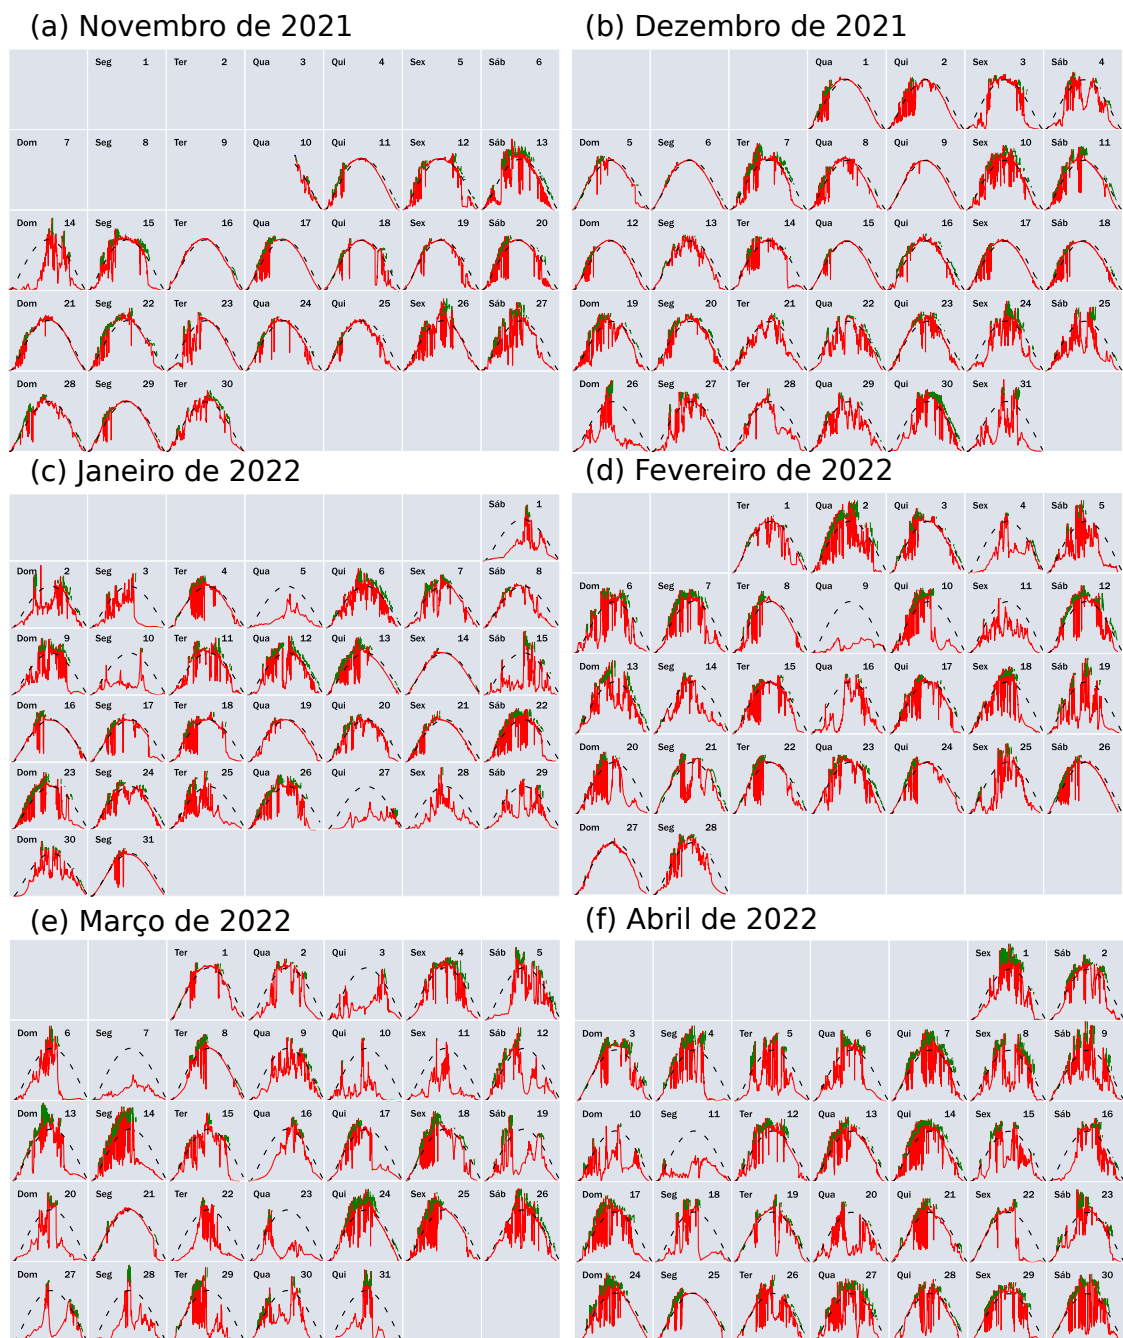 (a) Novembro de 2021
Seg 1 Ter 2 Qua 3 Qui 4 Sex 5 Sáb 6
Dom 7 Seg 8 Ter 9 Qua 10 Qui 11 Sex 12 Sáb 13
Dom 14 Seg 15 Ter 16 Qua 17 Qui 18 Sex 19 Sáb 20
Dom 21 Seg 22 Ter 23 Qua 24 Qui 25 Sex 26 Sáb 27
Dom 28 Seg 29 Ter 30
(b) Dezembro de 2021
Qua 1 Qui 2 Sex 3 Sáb 4
Dom 5 Seg 6 Ter 7 Qua 8 Qui 9 Sex 10 Sáb 11
Dom 12 Seg 13 Ter 14 Qua 15 Qui 16 Sex 17 Sáb 18
Dom 19 Seg 20 Ter 21 Qua 22 Qui 23 Sex 24 Sáb 25
Dom 26 Seg 27 Ter 28 Qua 29 Qui 30 Sex 31
(c) Janeiro de 2022
Sáb 1
Dom 2 Seg 3 Ter 4 Qua 5 Qui 6 Sex 7 Sáb 8
Dom 9 Seg 10 Ter 11 Qua 12 Qui 13 Sex 14 Sáb 15
Dom 16 Seg 17 Ter 18 Qua 19 Qui 20 Sex 21 Sáb 22
Dom 23 Seg 24 Ter 25 Qua 26 Qui 27 Sex 28 Sáb 29
Dom 30 Seg 31
(d) Fevereiro de 2022
Ter 1 Qua 2 Qui 3 Sex 4 Sáb 5
Dom 6 Seg 7 Ter 8 Qua 9 Qui 10 Sex 11 Sáb 12
Dom 13 Seg 14 Ter 15 Qua 16 Qui 17 Sex 18 Sáb 19
Dom 20 Seg 21 Ter 22 Qua 23 Qui 24 Sex 25 Sáb 26
Dom 27 Seg 28
(e) Março de 2022
Ter 1 Qua 2 Qui 3 Sex 4 Sáb 5
Dom 6 Seg 7 Ter 8 Qua 9 Qui 10 Sex 11 Sáb 12
Dom 13 Seg 14 Ter 15 Qua 16 Qui 17 Sex 18 Sáb 19
Dom 20 Seg 21 Ter 22 Qua 23 Qui 24 Sex 25 Sáb 26
Dom 27 Seg 28 Ter 29 Qua 30 Qui 31
(f) Abril de 2022
Sex 1 Sáb 2
Dom 3 Seg 4 Ter 5 Qua 6 Qui 7 Sex 8 Sáb 9
Dom 10 Seg 11 Ter 12 Qua 13 Qui 14 Sex 15 Sáb 16
Dom 17 Seg 18 Ter 19 Qua 20 Qui 21 Sex 22 Sáb 23
Dom 24 Seg 25 Ter 26 Qua 27 Qui 28 Sex 29 Sáb 30